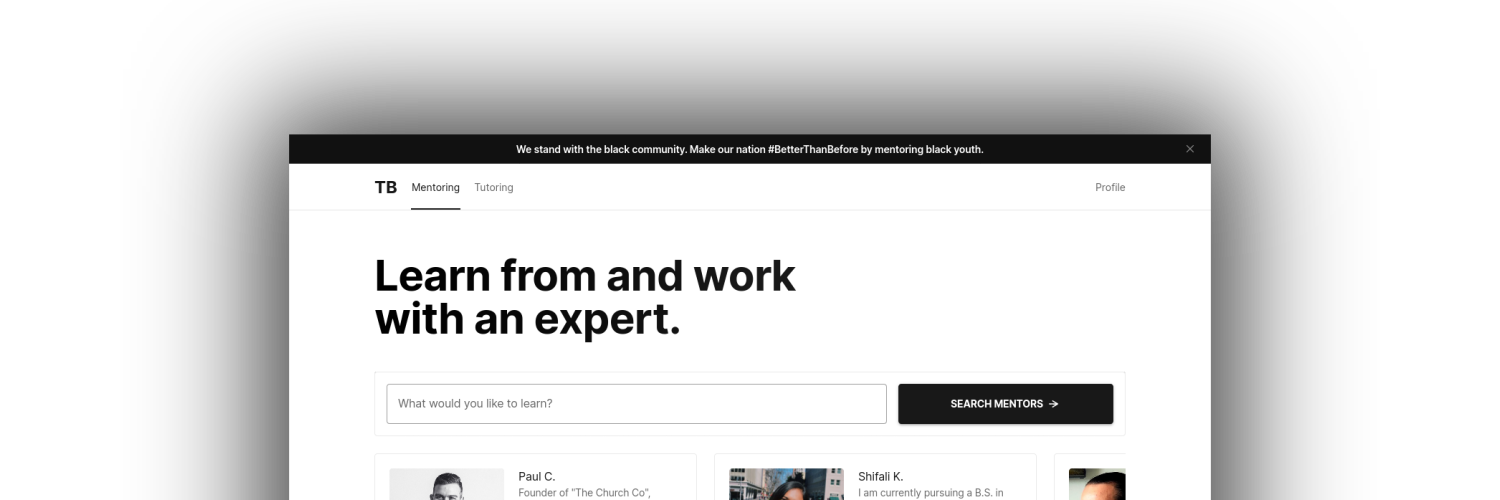 We stand with the black community. Make our nation #BetterThanBefore by mentoring black youth.
TB Mentoring Tutoring Profile
Learn from and work
with an expert.
What would you like to learn? SEARCH MENTORS →
Paul C. Shifali K.
Founder of "The Church Co", I am currently pursuing a B.S. in